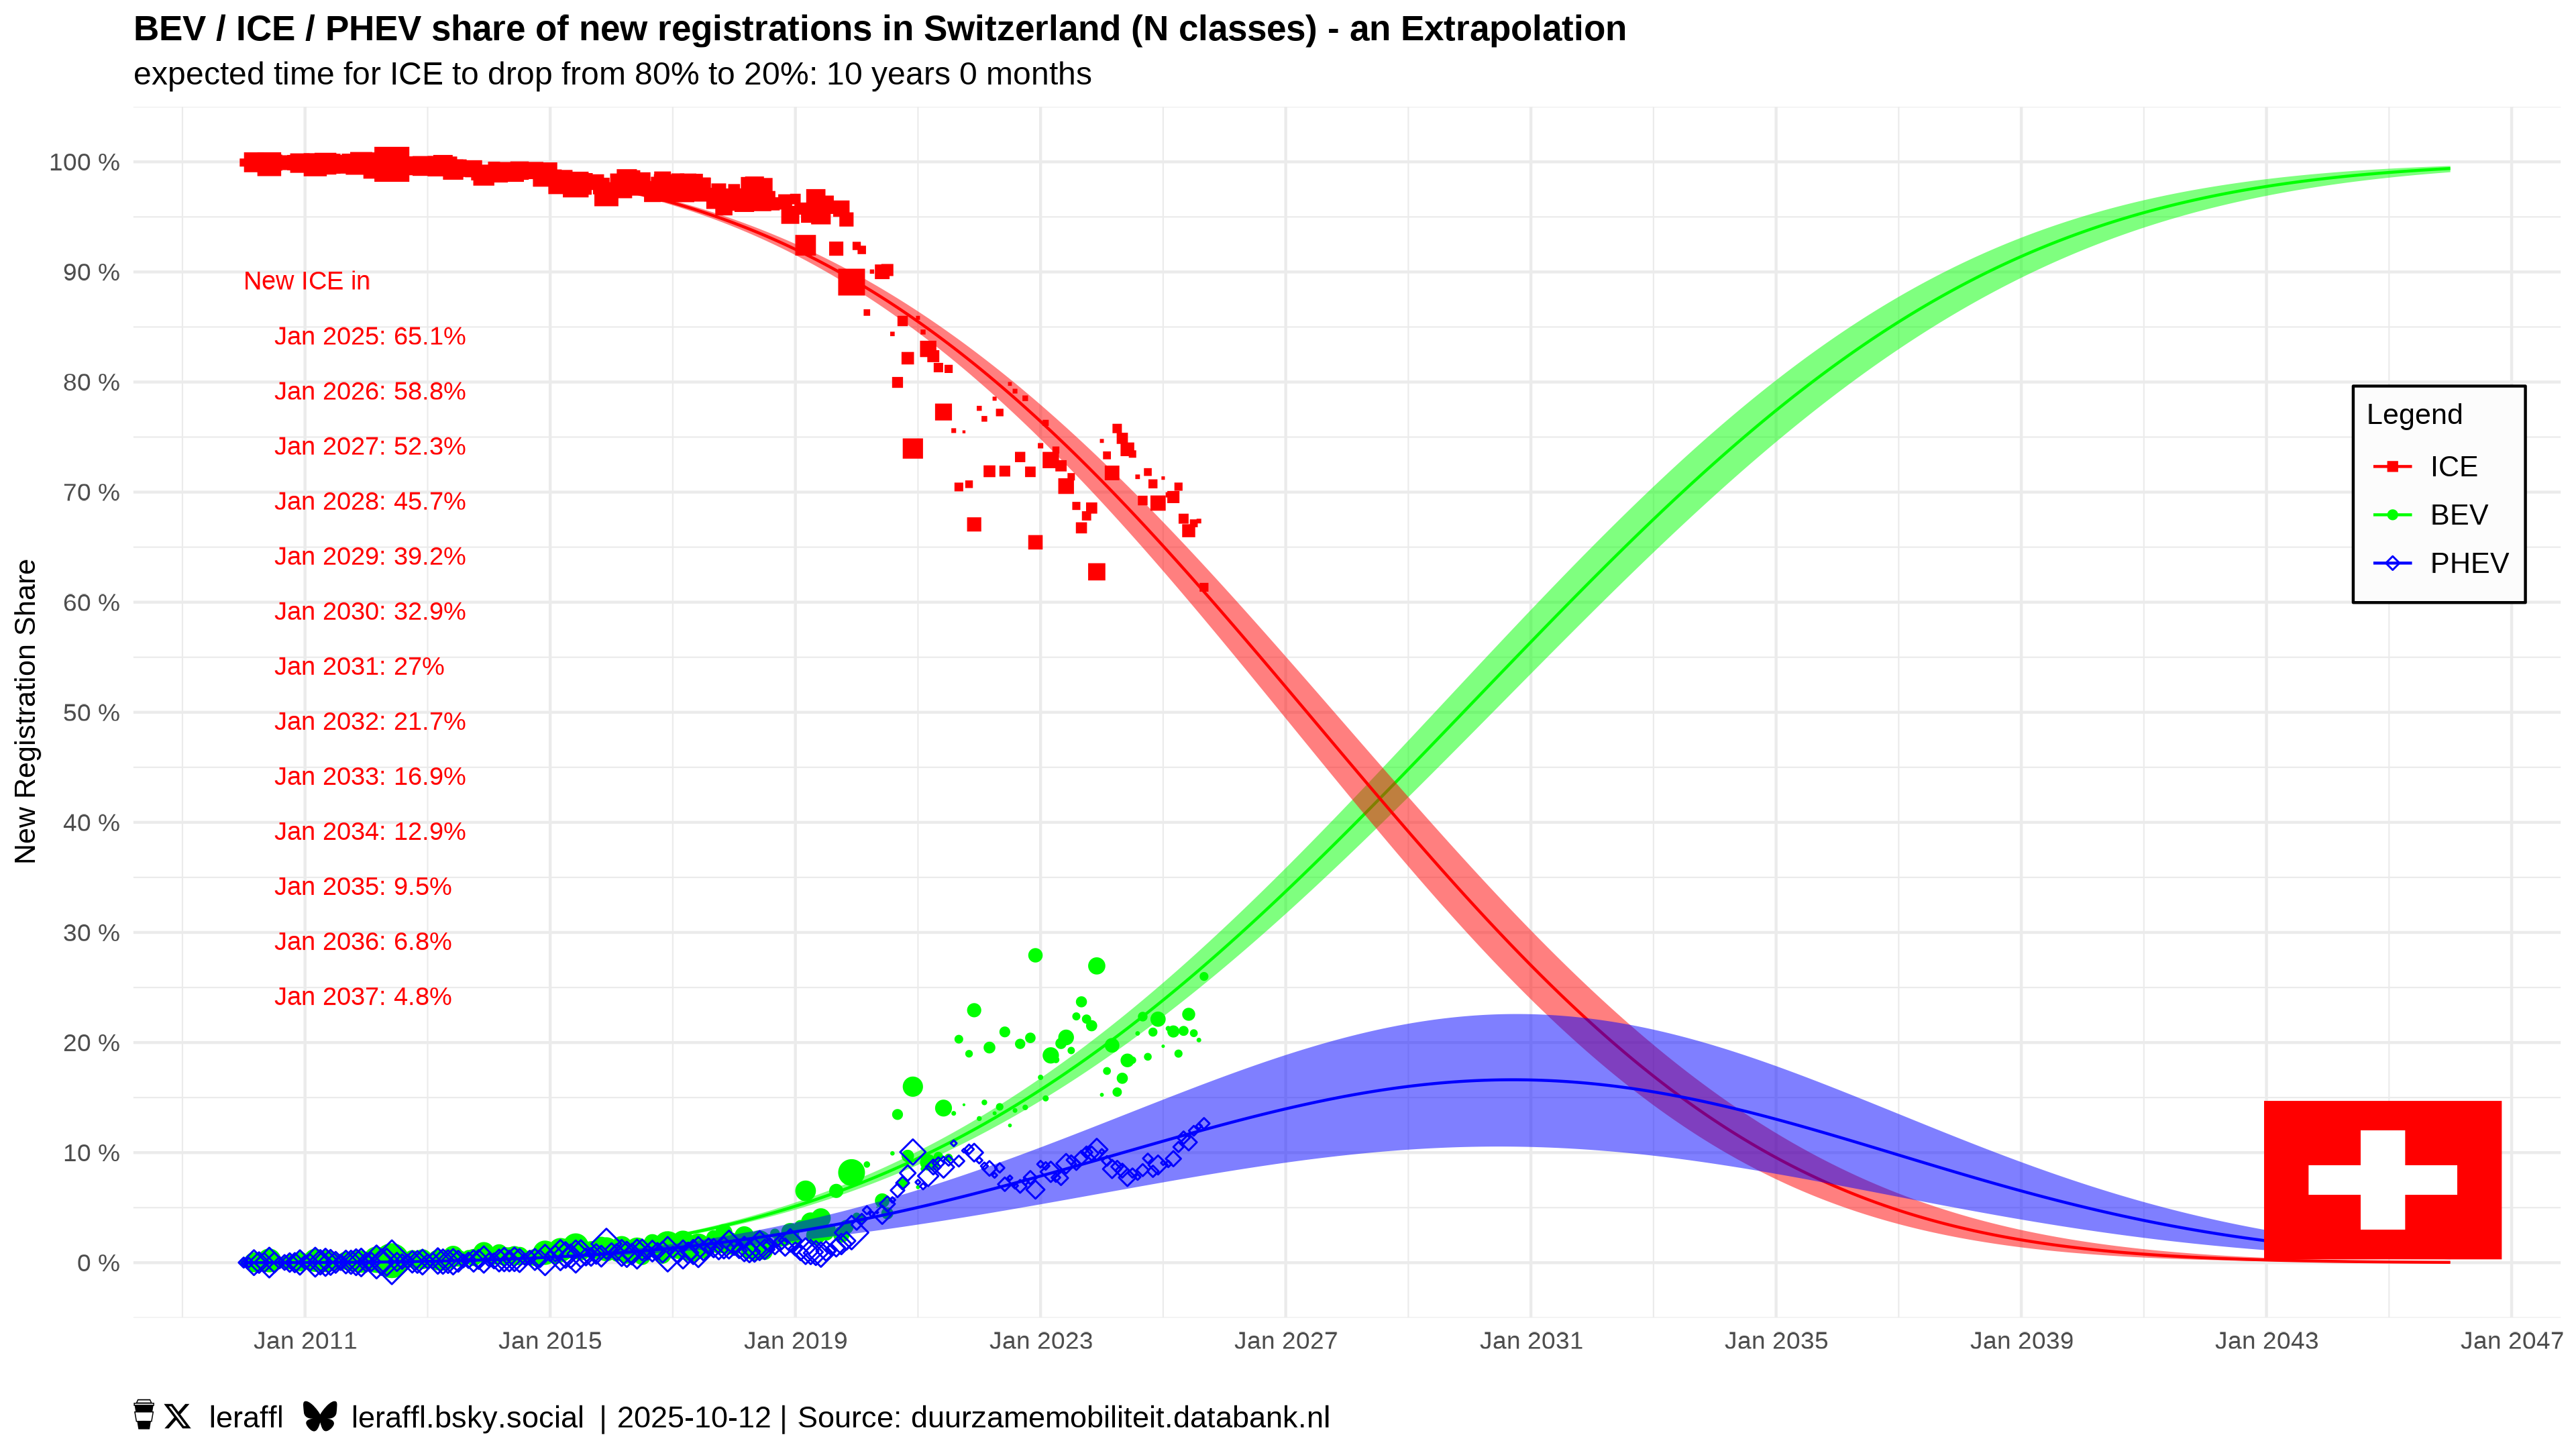 BEV / ICE / PHEV share of new registrations in Switzerland (N classes) - an Extrapolation
expected time for ICE to drop from 80% to 20%: 10 years 0 months
New Registration Share
100 %
90 %
80 %
70 %
60 %
50 %
40 %
30 %
20 %
10 %
0 %
New ICE in
Jan 2025: 65.1%
Jan 2026: 58.8%
Jan 2027: 52.3%
Jan 2028: 45.7%
Jan 2029: 39.2%
Jan 2030: 32.9%
Jan 2031: 27%
Jan 2032: 21.7%
Jan 2033: 16.9%
Jan 2034: 12.9%
Jan 2035: 9.5%
Jan 2036: 6.8%
Jan 2037: 4.8%
Legend
ICE
BEV
PHEV
Jan 2011 Jan 2015 Jan 2019 Jan 2023 Jan 2027 Jan 2031 Jan 2035 Jan 2039 Jan 2043 Jan 2047
leraffl leraffl.bsky.social | 2025-10-12 | Source: duurzamemobiliteit.databank.nl